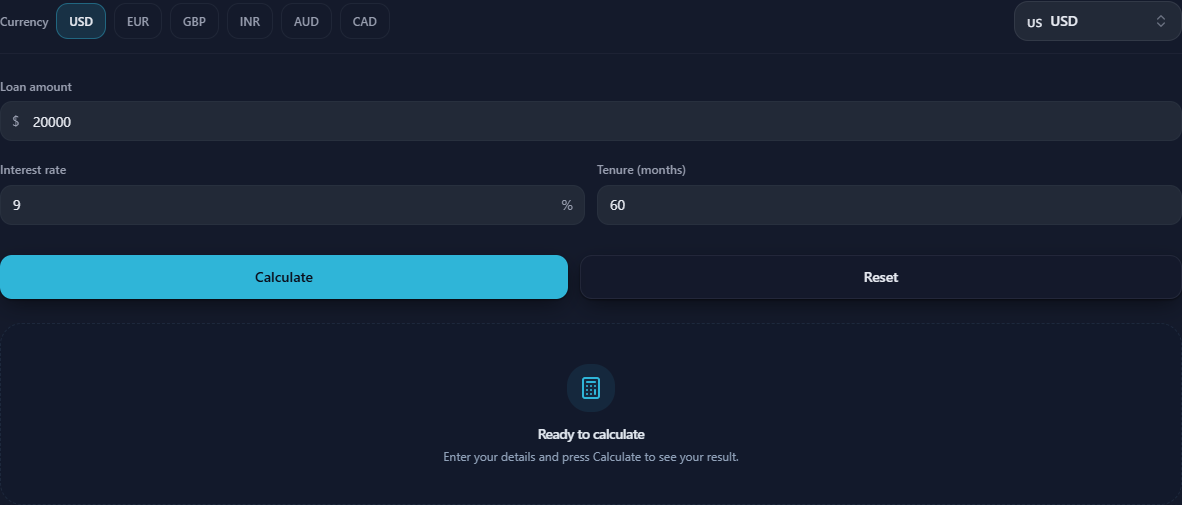 Currency USD EUR GBP INR AUD CAD US USD
Loan amount
$ 20000
Interest rate Tenure (months)
9 % 60
Calculate Reset
Ready to calculate
Enter your details and press Calculate to see your result.